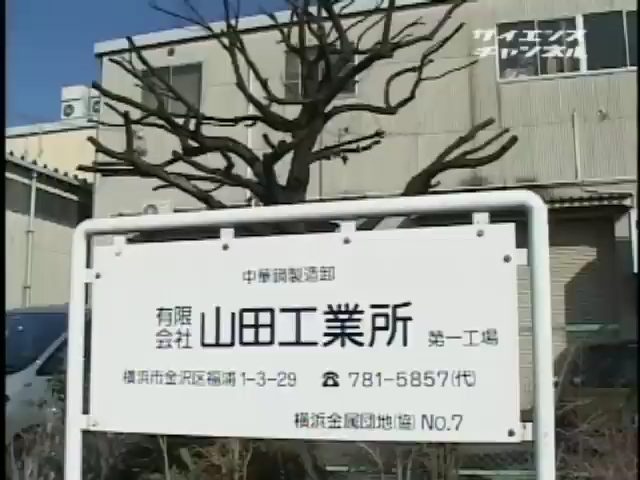 サイエンス
チャンネル
中華鍋製造卸
有限会社 山田工業所 第一工場
横浜市金沢区福浦1-3-29 ☎ 781-5857(代)
横浜金属団地(協) No.7